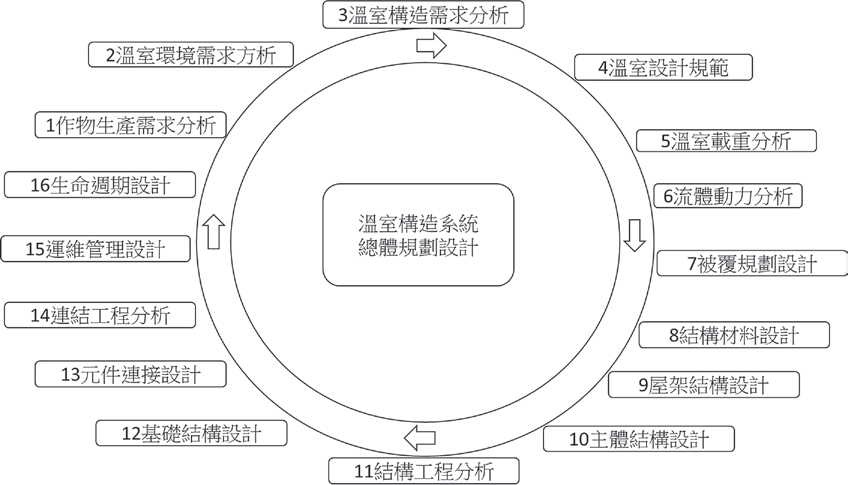 3溫室構造需求分析
2溫室環境需求方析
4溫室設計規範
1作物生產需求分析
5溫室載重分析
16生命週期設計
6流體動力分析
溫室構造系統
總體規劃設計
15運維管理設計
7被覆規劃設計
14連結工程分析
8結構材料設計
13元件連接設計
9屋架結構設計
12基礎結構設計
10主體結構設計
11結構工程分析